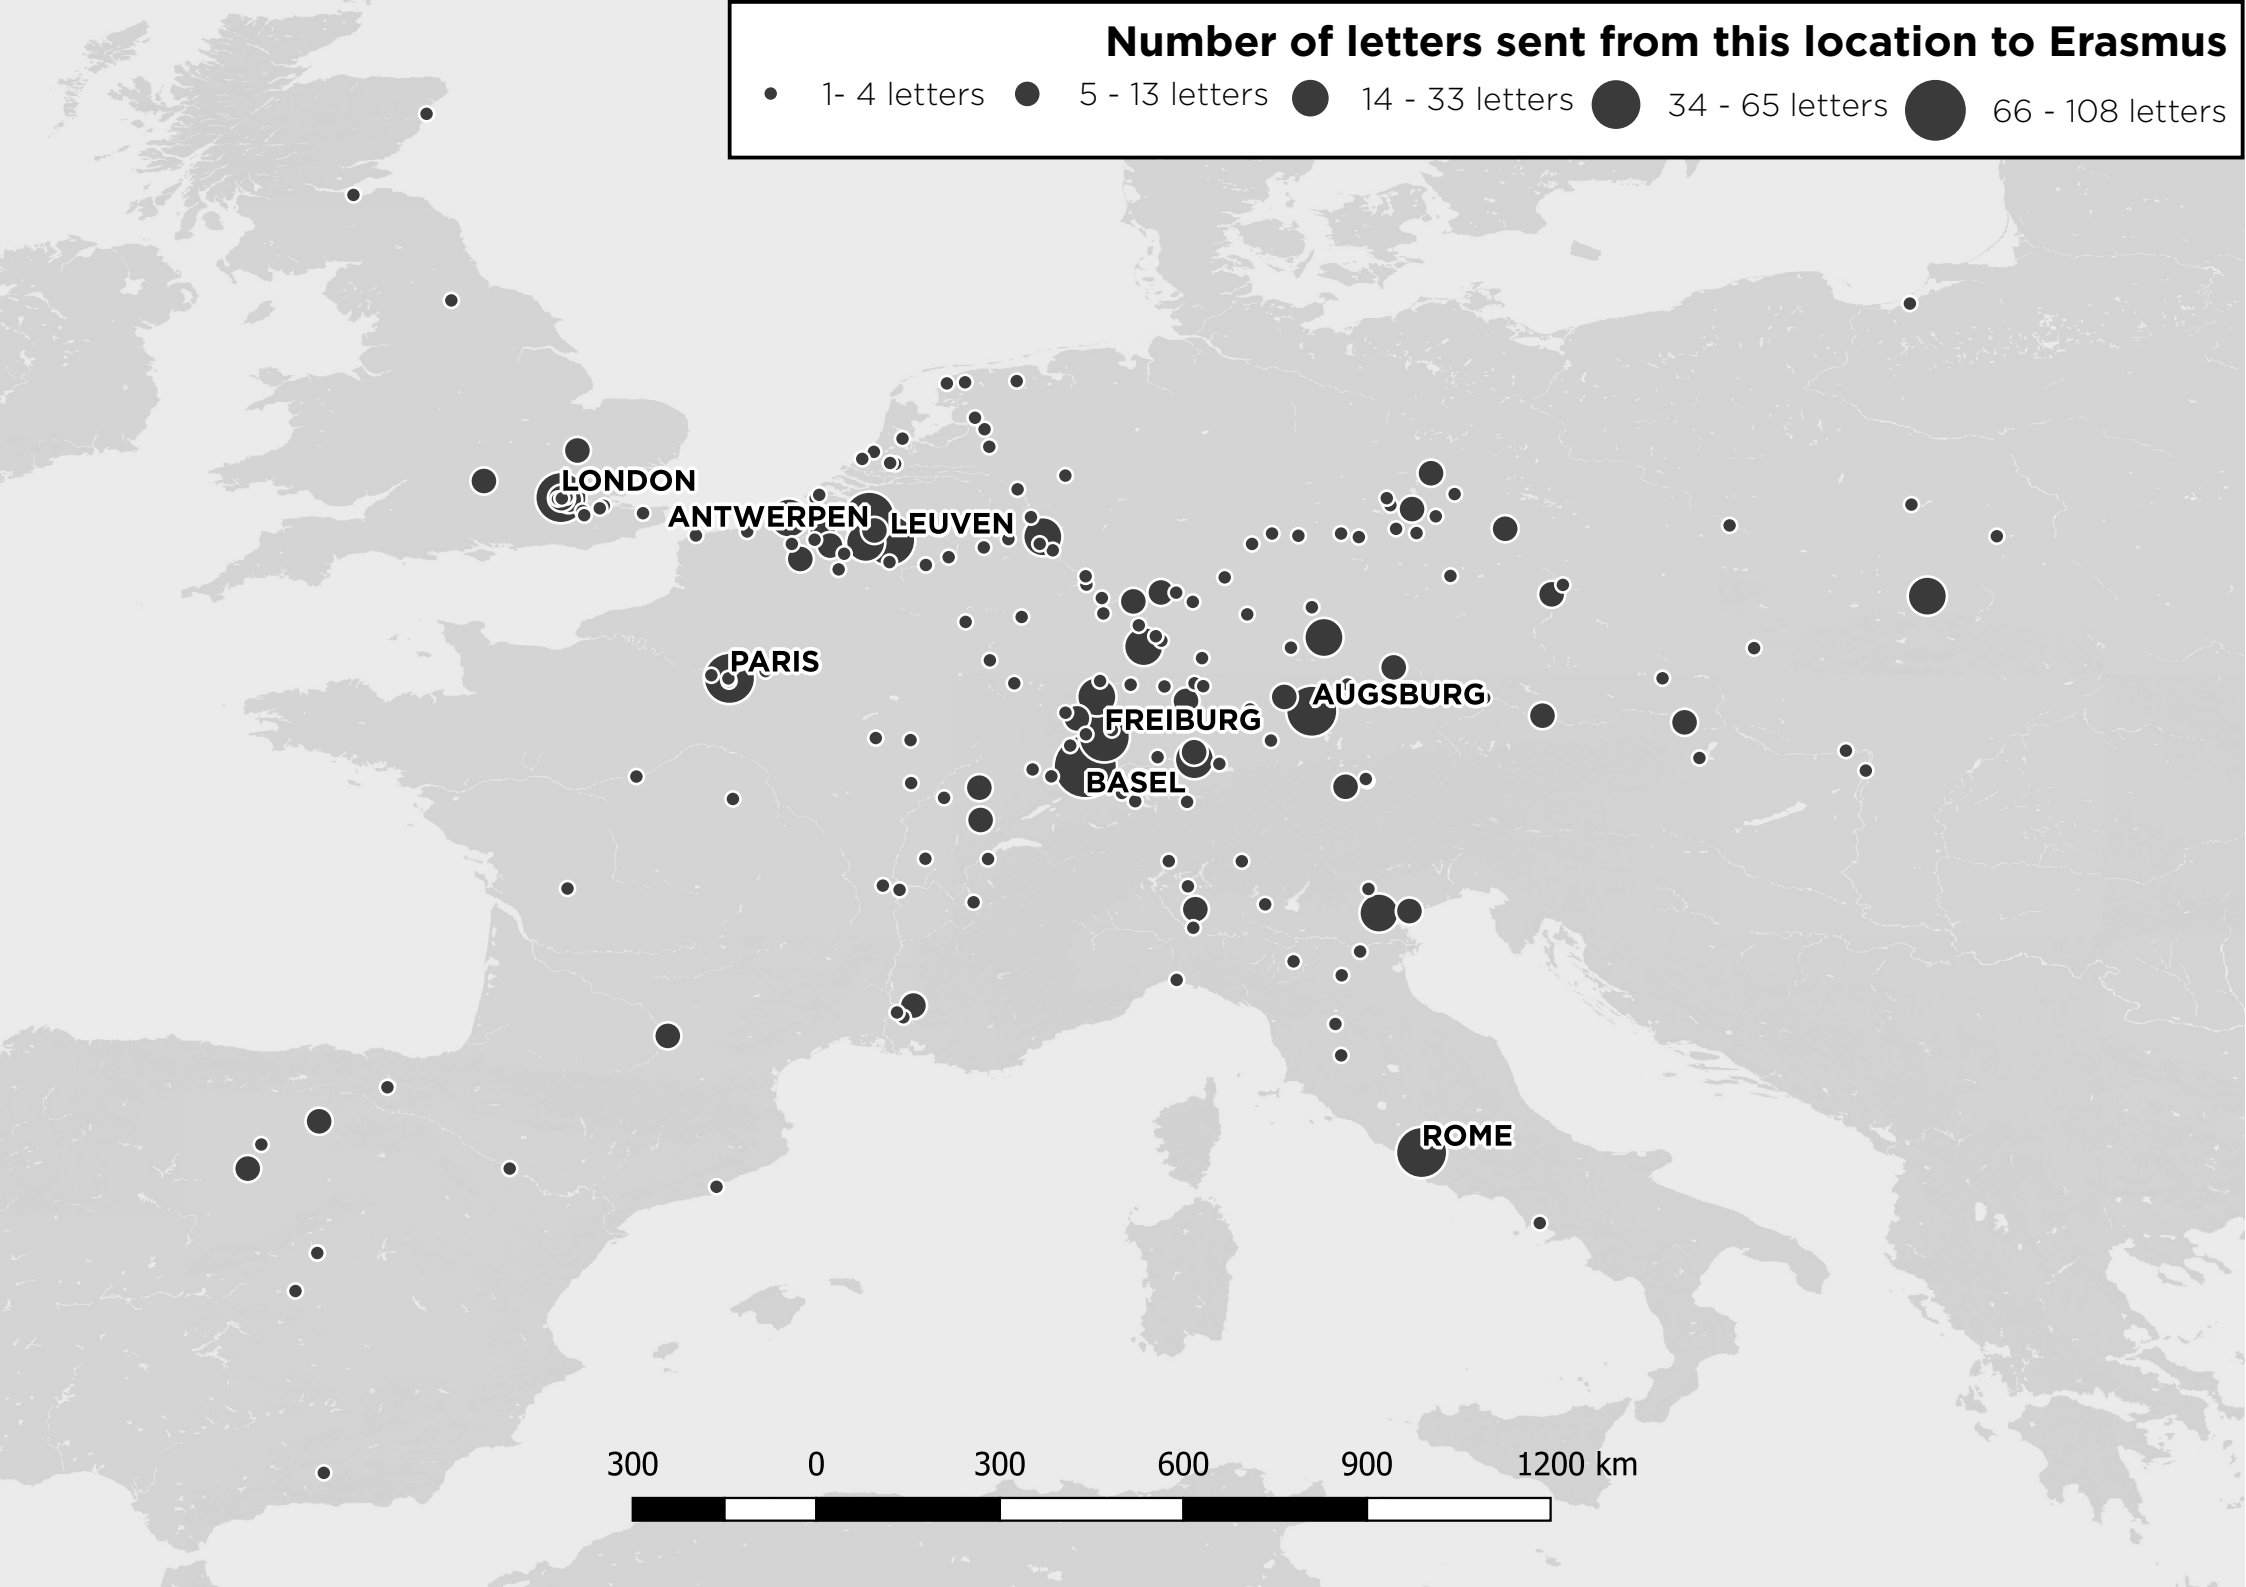 Number of letters sent from this location to Erasmus
1- 4 letters
5 - 13 letters
14 - 33 letters
34 - 65 letters
66 - 108 letters
LONDON
ANTWERPEN
LEUVEN
PARIS
AUGSBURG
FREIBURG
BASEL
ROME
300 0 300 600 900 1200 km